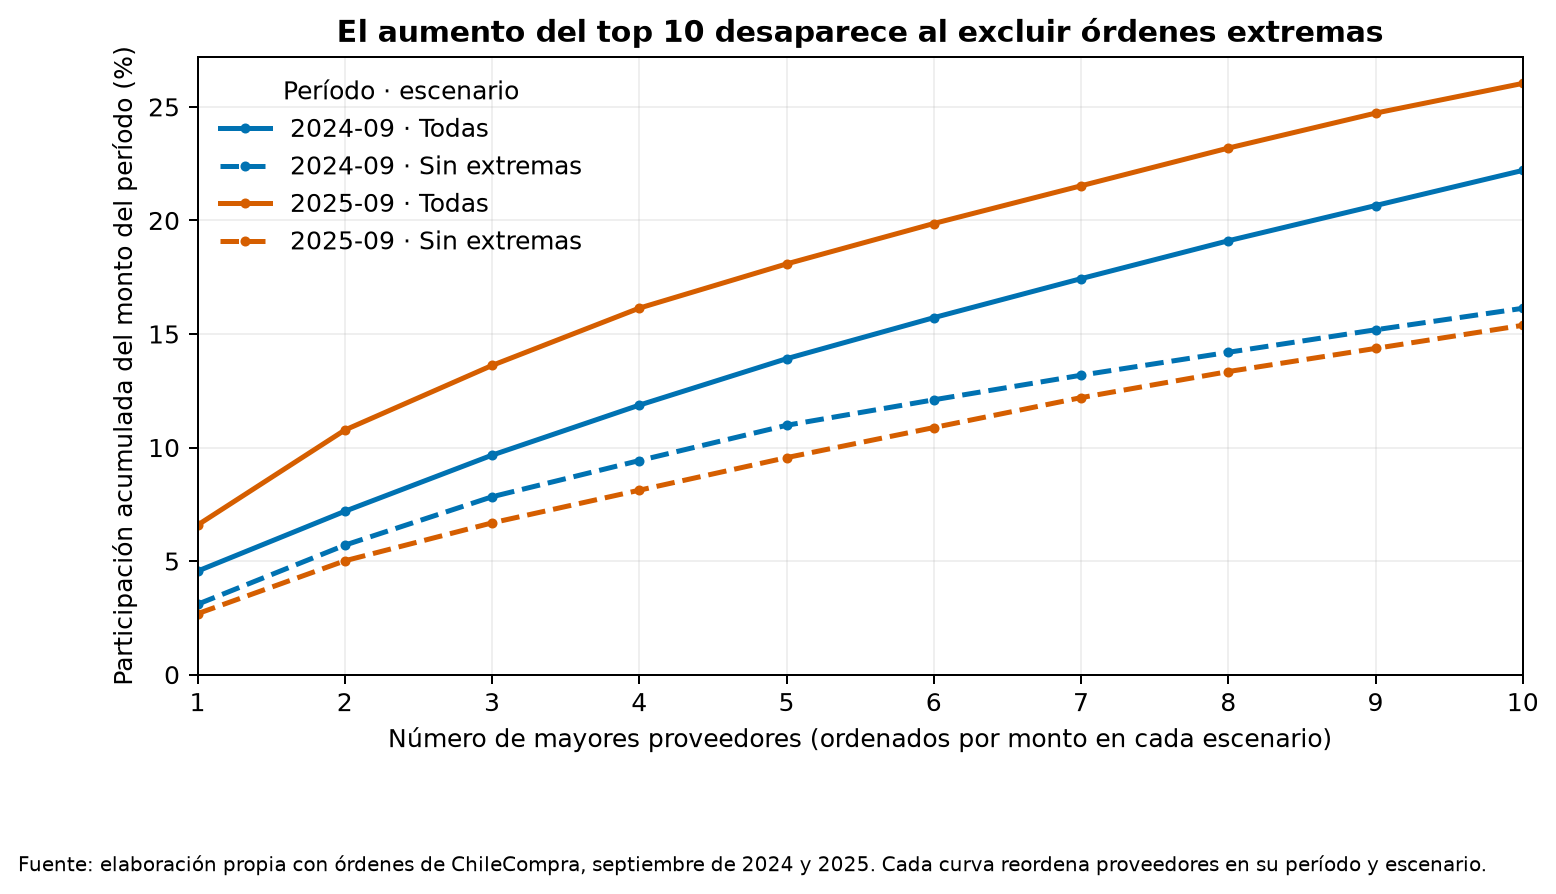 El aumento del top 10 desaparece al excluir órdenes extremas
Participación acumulada del monto del período (%)
25
20
15
10
5
0
Período · escenario
2024-09 · Todas
2024-09 · Sin extremas
2025-09 · Todas
2025-09 · Sin extremas
1 2 3 4 5 6 7 8 9 10
Número de mayores proveedores (ordenados por monto en cada escenario)
Fuente: elaboración propia con órdenes de ChileCompra, septiembre de 2024 y 2025. Cada curva reordena proveedores en su período y escenario.